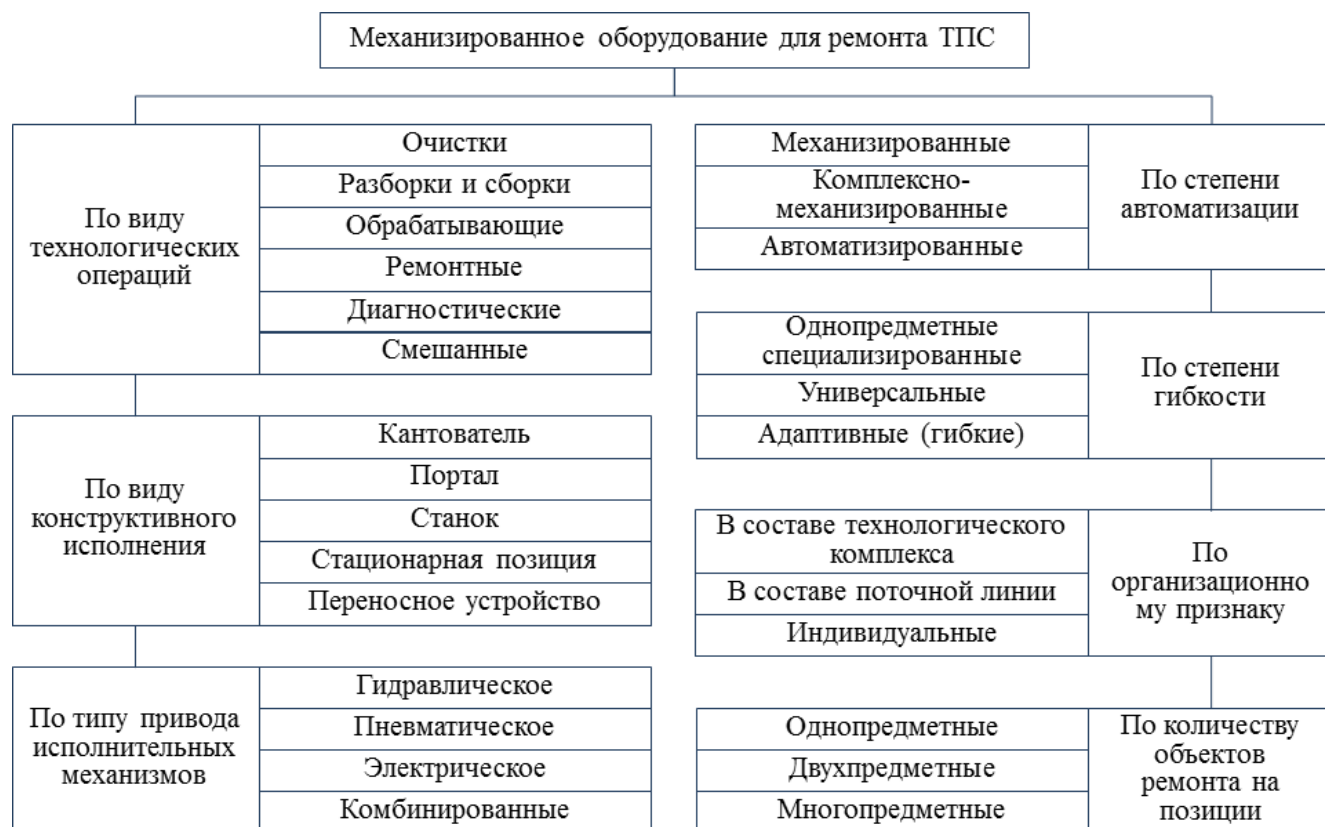 Механизированное оборудование для ремонта ТПС
По виду
технологических
операций
Очистки
Разборки и сборки
Обрабатывающие
Ремонтные
Диагностические
Смешанные
По виду
конструктивного
исполнения
Кантователь
Портал
Станок
Стационарная позиция
Переносное устройство
По типу привода
исполнительных
механизмов
Гидравлическое
Пневматическое
Электрическое
Комбинированные
Механизированные
Комплексно-
механизированные
Автоматизированные
По степени
автоматизации
Однопредметные
специализированные
Универсальные
Адаптивные (гибкие)
По степени
гибкости
В составе технологического
комплекса
В составе поточной линии
Индивидуальные
По
организационно
му признаку
Однопредметные
Двухпредметные
Многопредметные
По количеству
объектов
ремонта на
позиции